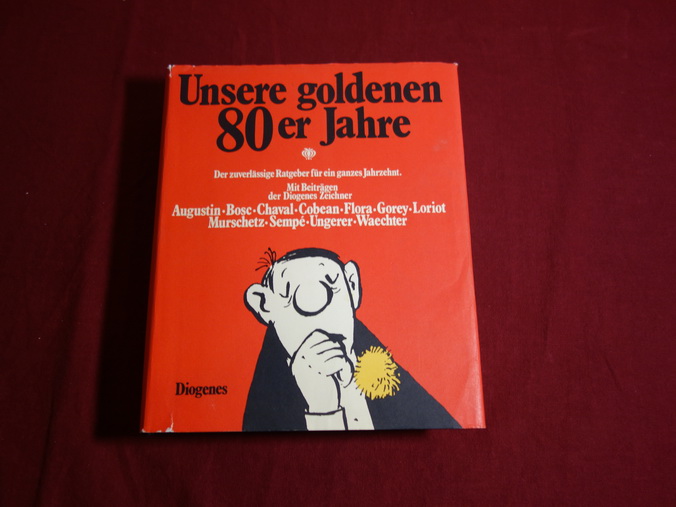 Unsere goldenen
80er Jahre
Der zuverlässige Ratgeber für ein ganzes Jahrzehnt.
Mit Beiträgen
der Diogenes Zeichner
Augustin·Bosc·Chaval·Cobean·Flora·Gorey·Loriot
Murschetz·Sempé·Ungerer·Waechter
Diogenes